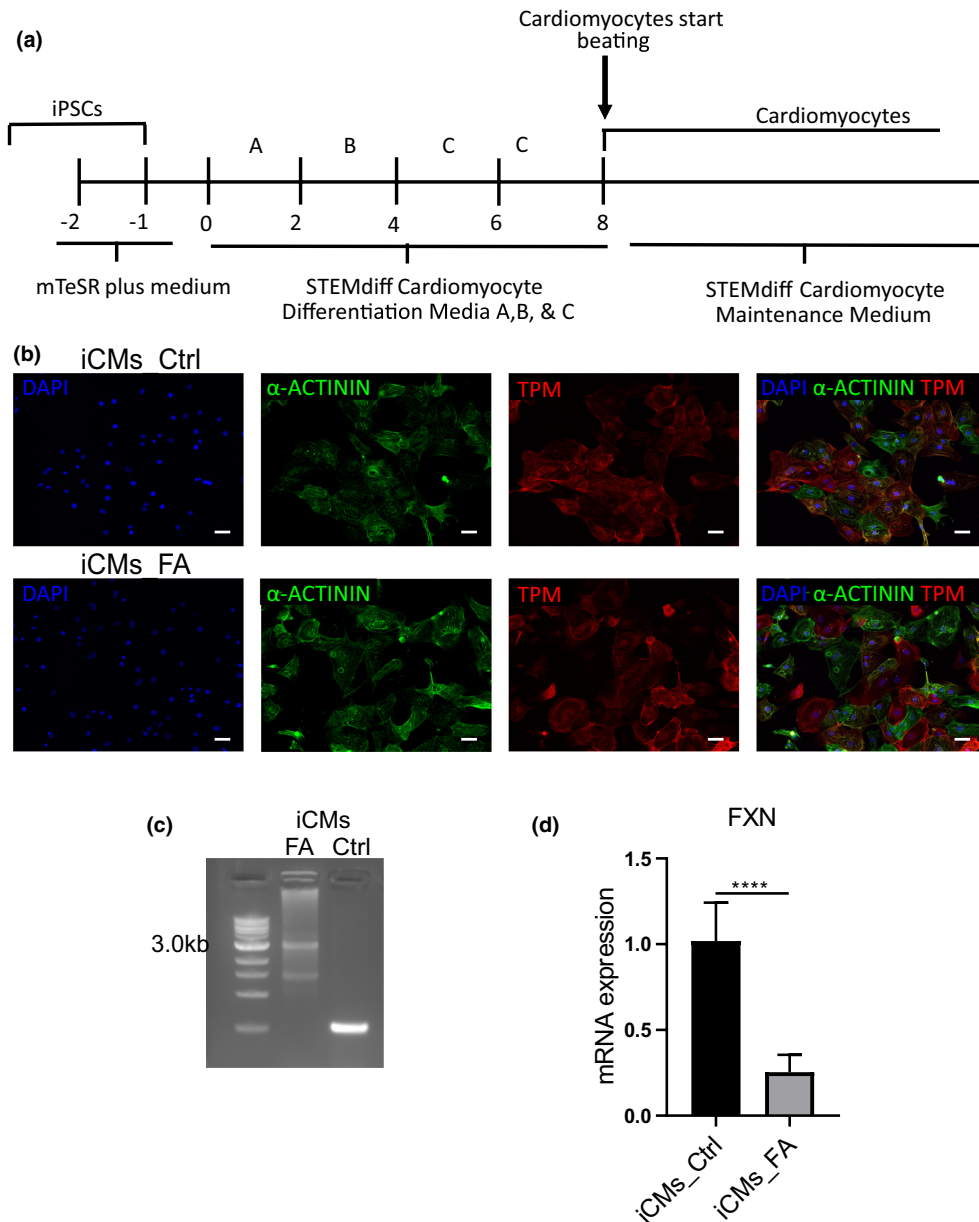 (a)
Cardiomyocytes start
beating
iPSCs
Cardiomyocytes
A B C C
-2 -1 0 2 4 6 8
mTeSR plus medium
STEMdiff Cardiomyocyte
Differentiation Media A,B, & C
STEMdiff Cardiomyocyte
Maintenance Medium
(b)
iCMs_Ctrl
DAPI α-ACTININ TPM DAPI α-ACTININ TPM
iCMs_FA
DAPI α-ACTININ TPM DAPI α-ACTININ TPM
(c)
iCMs
FA Ctrl
3.0kb
(d)
FXN
mRNA expression
1.5
1.0
0.5
0.0
****
iCMs_Ctrl
iCMs_FA